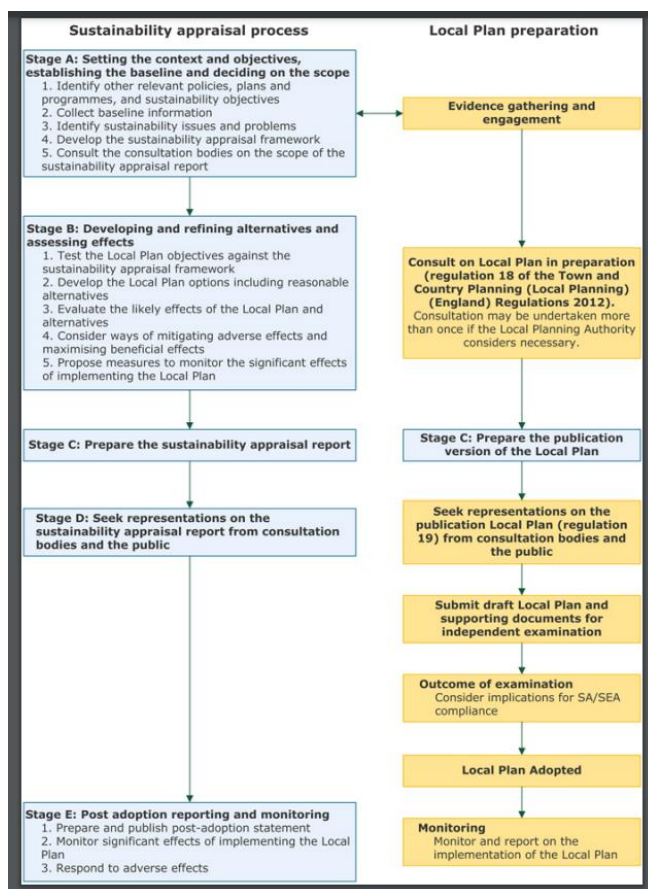 Sustainability appraisal process
Stage A: Setting the context and objectives,
establishing the baseline and deciding on the scope
1. Identify other relevant policies, plans and
programmes, and sustainability objectives
2. Collect baseline information
3. Identify sustainability issues and problems
4. Develop the sustainability appraisal framework
5. Consult the consultation bodies on the scope of the
sustainability appraisal report
Stage B: Developing and refining alternatives and
assessing effects
1. Test the Local Plan objectives against the
sustainability appraisal framework
2. Develop the Local Plan options including reasonable
alternatives
3. Evaluate the likely effects of the Local Plan and
alternatives
4. Consider ways of mitigating adverse effects and
maximising beneficial effects
5. Propose measures to monitor the significant effects
of implementing the Local Plan
Stage C: Prepare the sustainability appraisal report
Stage D: Seek representations on the
sustainability appraisal report from consultation
bodies and the public
Stage E: Post adoption reporting and monitoring
1. Prepare and publish post-adoption statement
2. Monitor significant effects of implementing the Local
Plan
3. Respond to adverse effects
Local Plan preparation
Evidence gathering and
engagement
Consult on Local Plan in preparation
(regulation 18 of the Town and
Country Planning (Local Planning)
(England) Regulations 2012).
Consultation may be undertaken more
than once if the Local Planning Authority
considers necessary.
Stage C: Prepare the publication
version of the Local Plan
Seek representations on the
publication Local Plan (regulation
19) from consultation bodies and
the public
Submit draft Local Plan and
supporting documents for
independent examination
Outcome of examination
Consider implications for SA/SEA
compliance
Local Plan Adopted
Monitoring
Monitor and report on the
implementation of the Local Plan